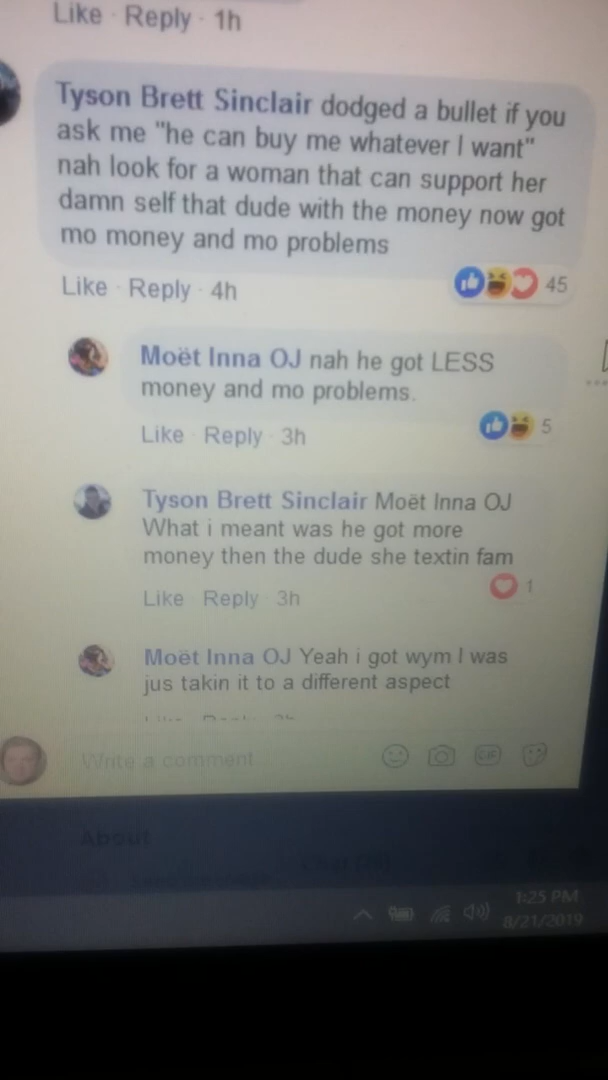 Like · Reply · 1h
Tyson Brett Sinclair dodged a bullet if you
ask me "he can buy me whatever I want"
nah look for a woman that can support her
damn self that dude with the money now got
mo money and mo problems
Like · Reply · 4h
45
Moët Inna OJ nah he got LESS
money and mo problems.
Like · Reply · 3h
5
Tyson Brett Sinclair Moët Inna OJ
What i meant was he got more
money then the dude she textin fam
Like · Reply · 3h
1
Moët Inna OJ Yeah i got wym I was
jus takin it to a different aspect
Write a comment...
GIF
About
1:25 PM
8/21/2019